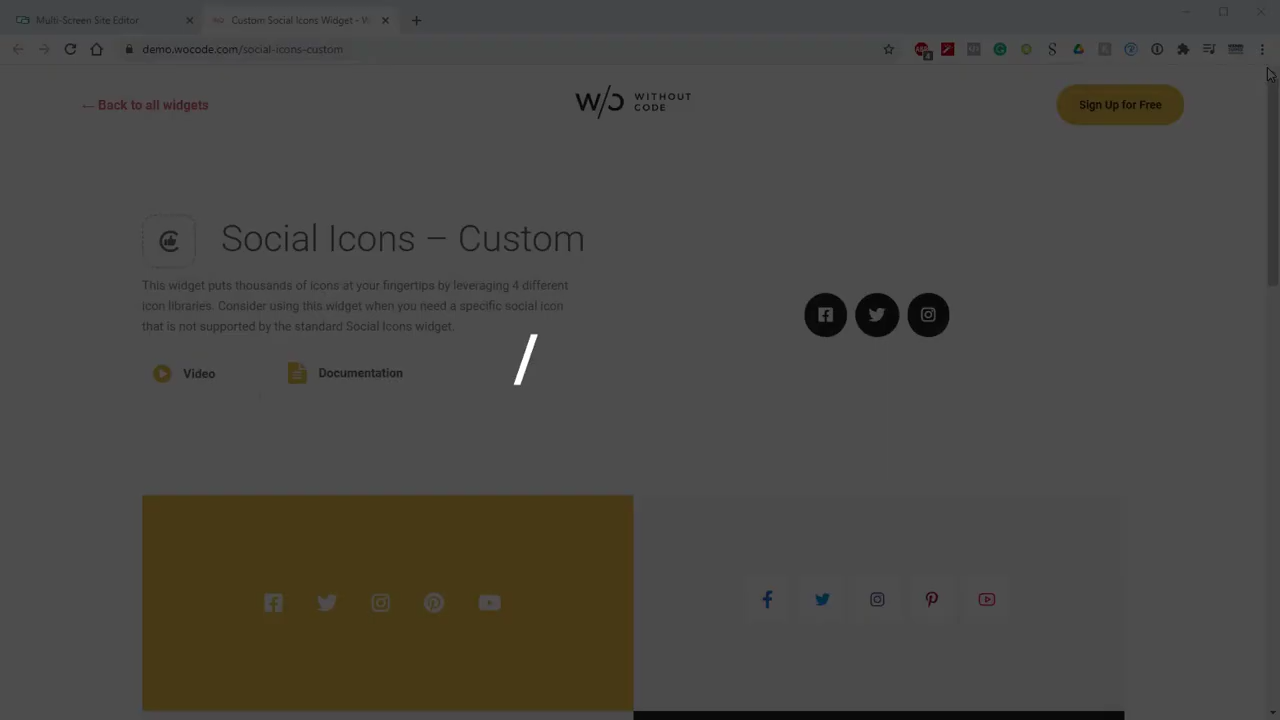 Multi-Screen Site Editor
Custom Social Icons Widget - W
demo.wocode.com/social-icons-custom
← Back to all widgets
W/O WITHOUT CODE
Sign Up for Free
Social Icons – Custom
This widget puts thousands of icons at your fingertips by leveraging 4 different
icon libraries. Consider using this widget when you need a specific social icon
that is not supported by the standard Social Icons widget.
Video
Documentation
/